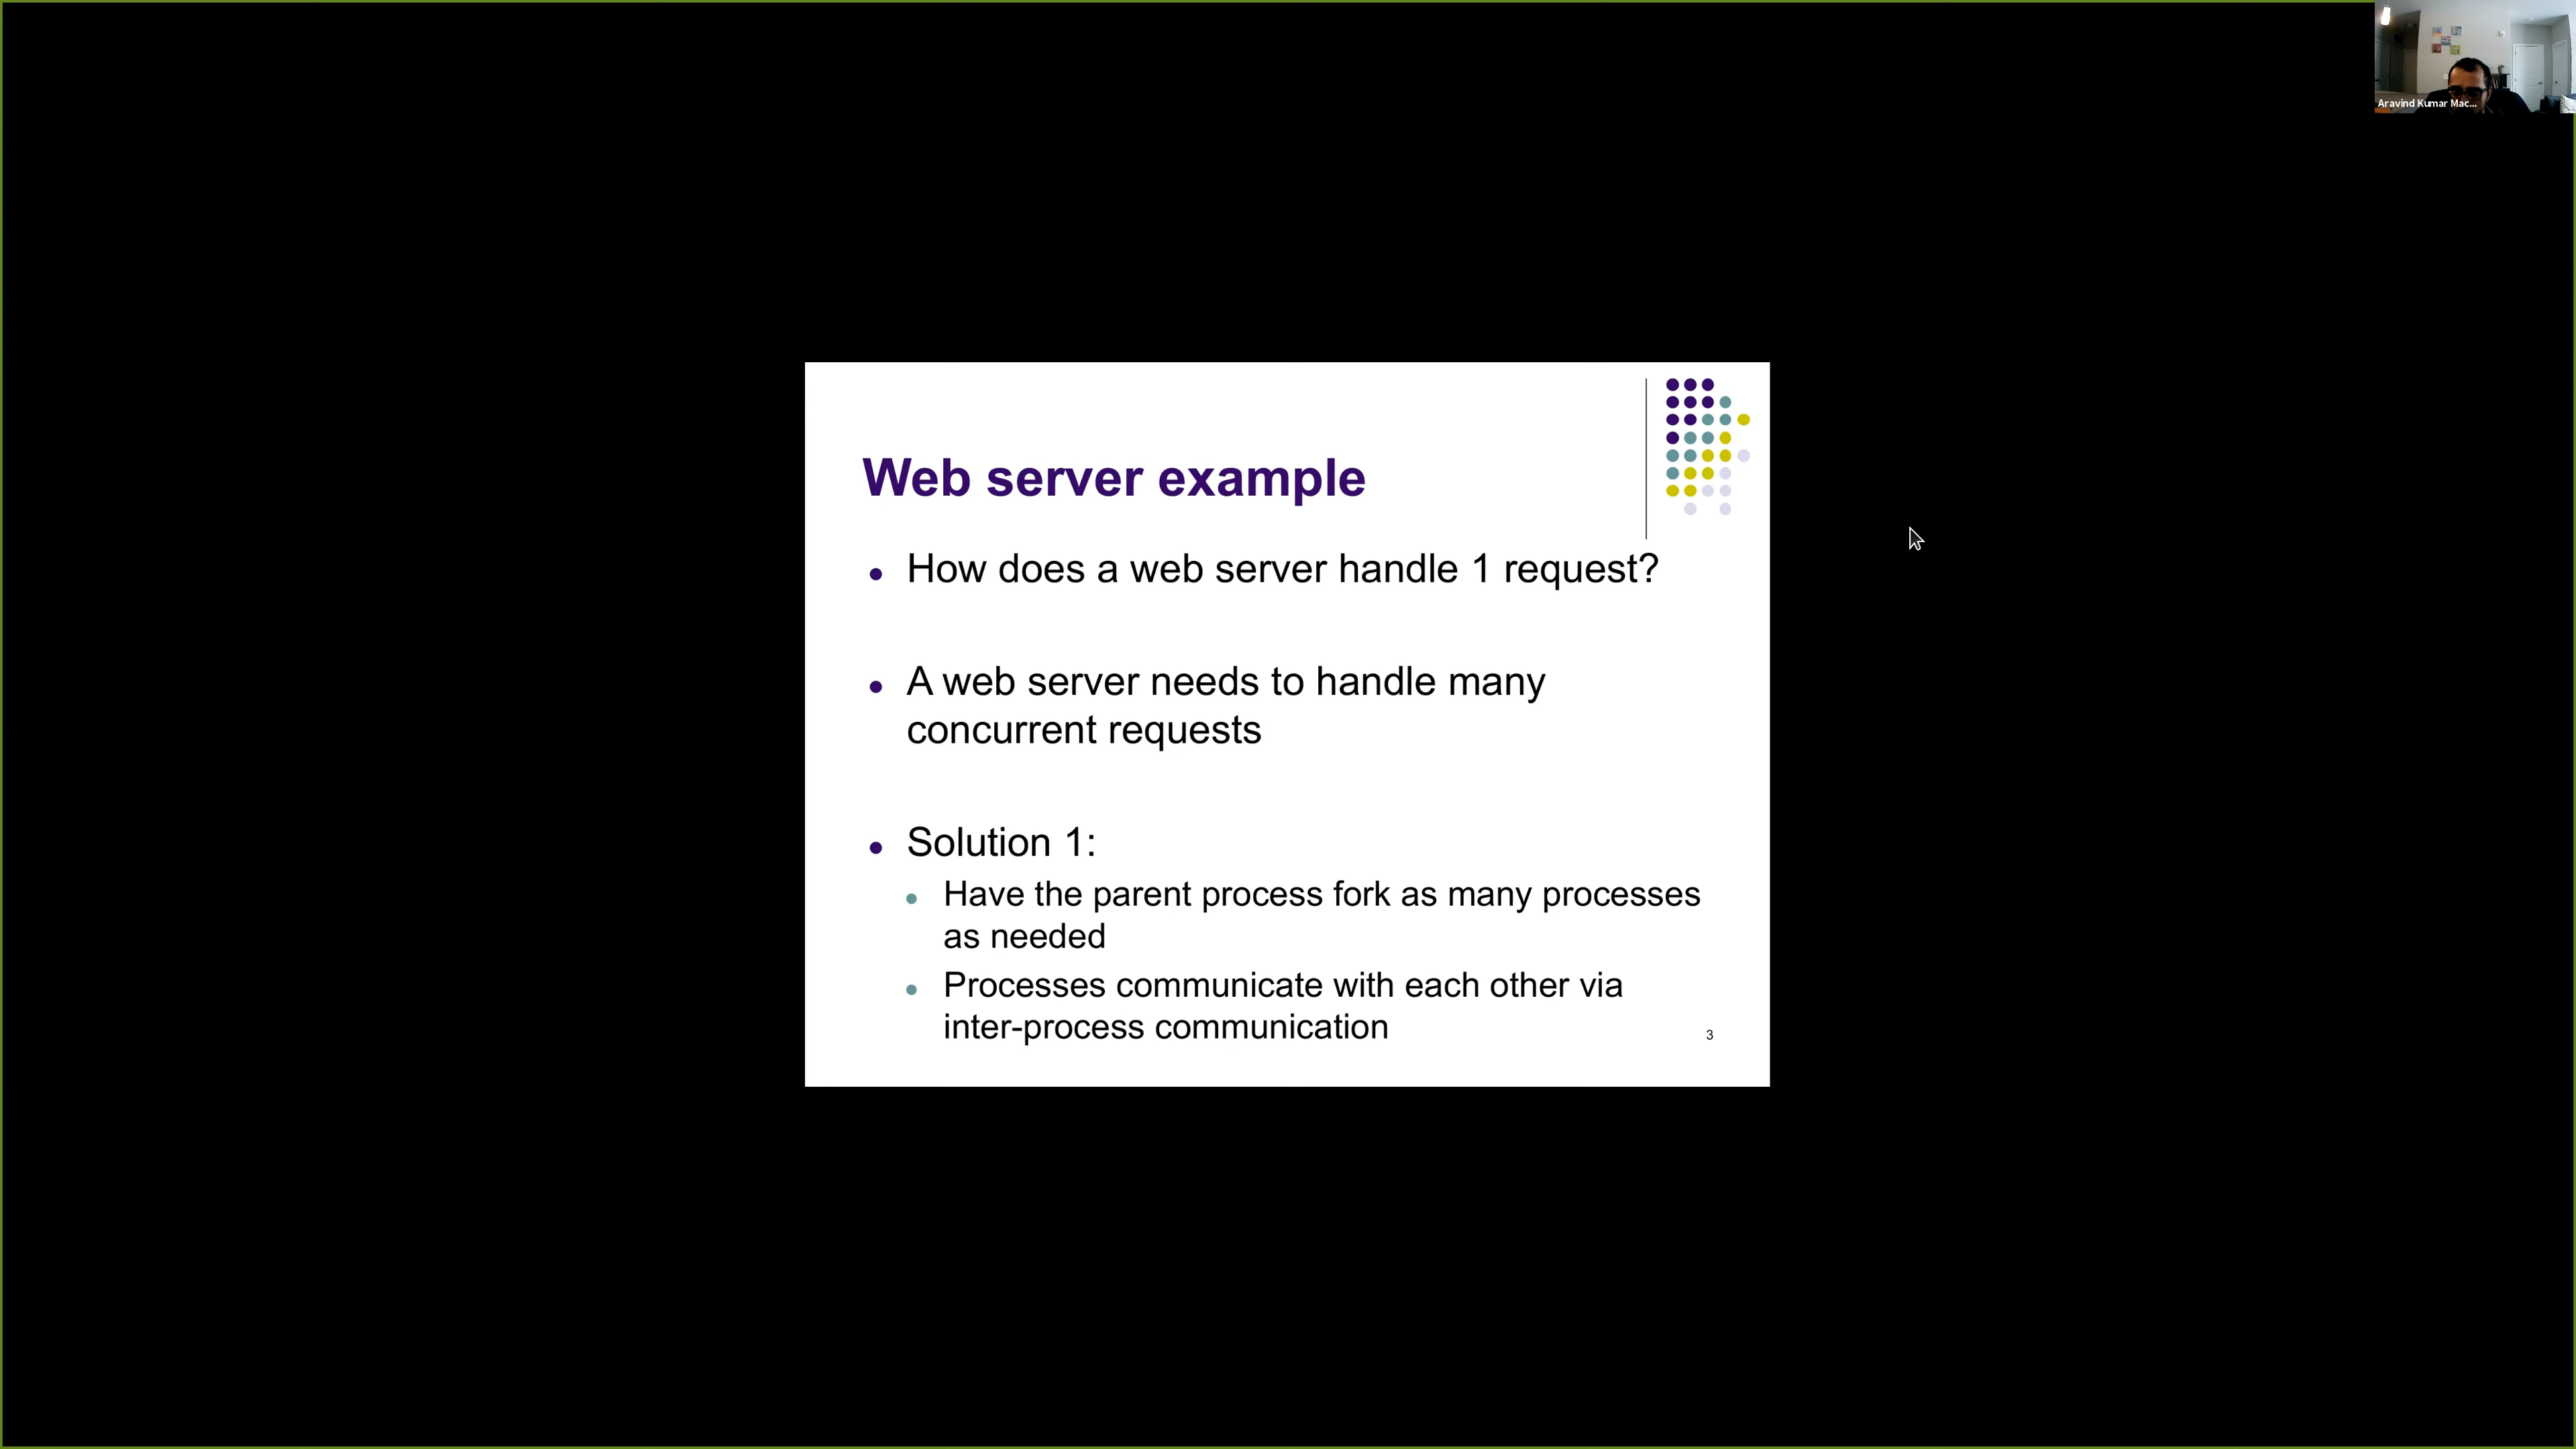 Aravind Kumar Mac...
Web server example
How does a web server handle 1 request?
A web server needs to handle many
concurrent requests
Solution 1:
Have the parent process fork as many processes
as needed
Processes communicate with each other via
inter-process communication
3